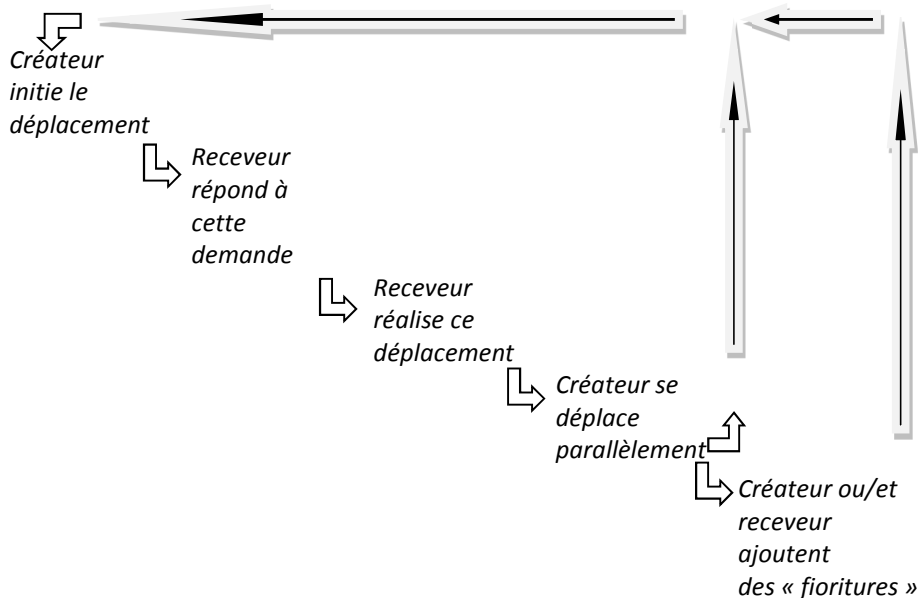 Créateur
initie le
déplacement
Receveur
répond à
cette
demande
Receveur
réalise ce
déplacement
Créateur se
déplace
parallèlement
Créateur ou/et
receveur
ajoutent
des « fioritures »